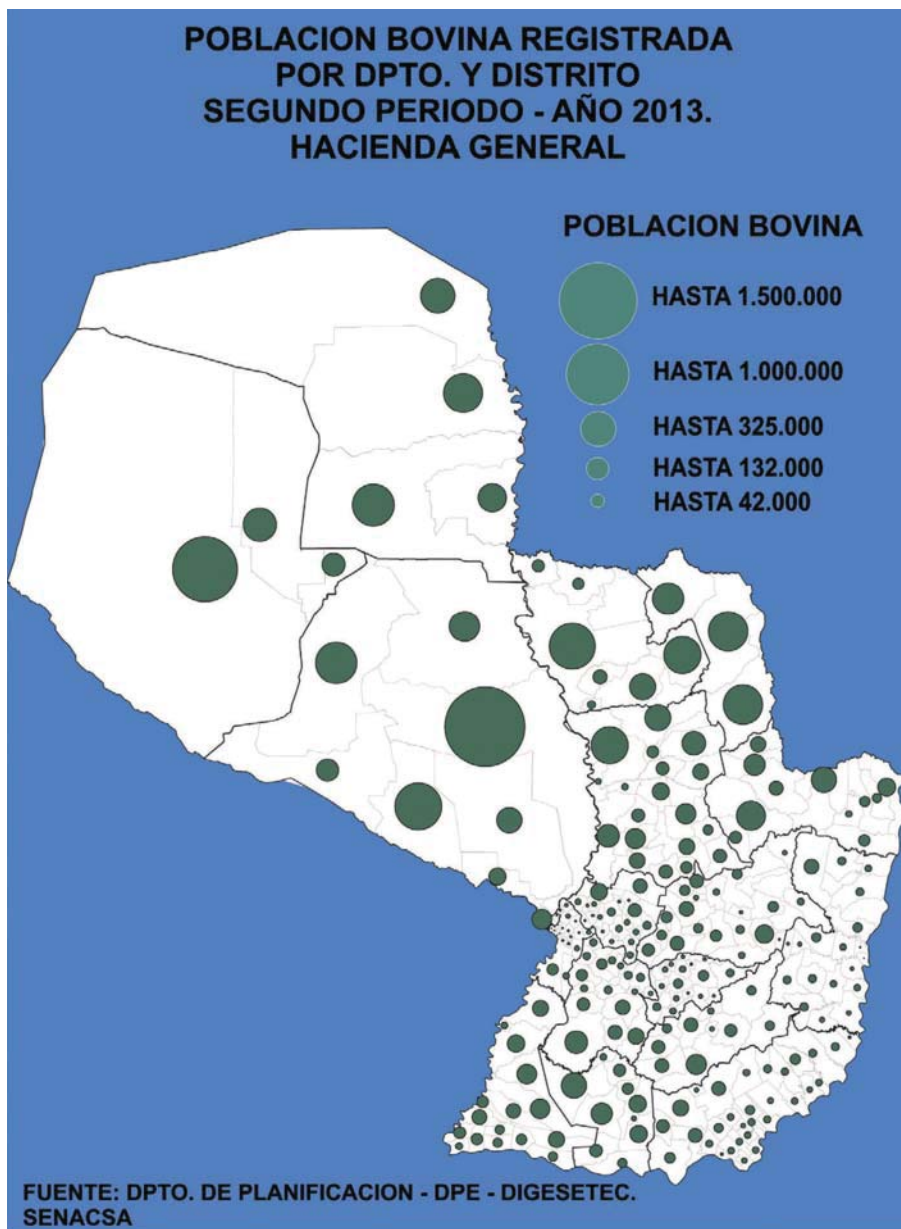 POBLACION BOVINA REGISTRADA
POR DPTO. Y DISTRITO
SEGUNDO PERIODO - AÑO 2013.
HACIENDA GENERAL
POBLACION BOVINA
HASTA 1.500.000
HASTA 1.000.000
HASTA 325.000
HASTA 132.000
HASTA 42.000
FUENTE: DPTO. DE PLANIFICACION - DPE - DIGESETEC.
SENACSA